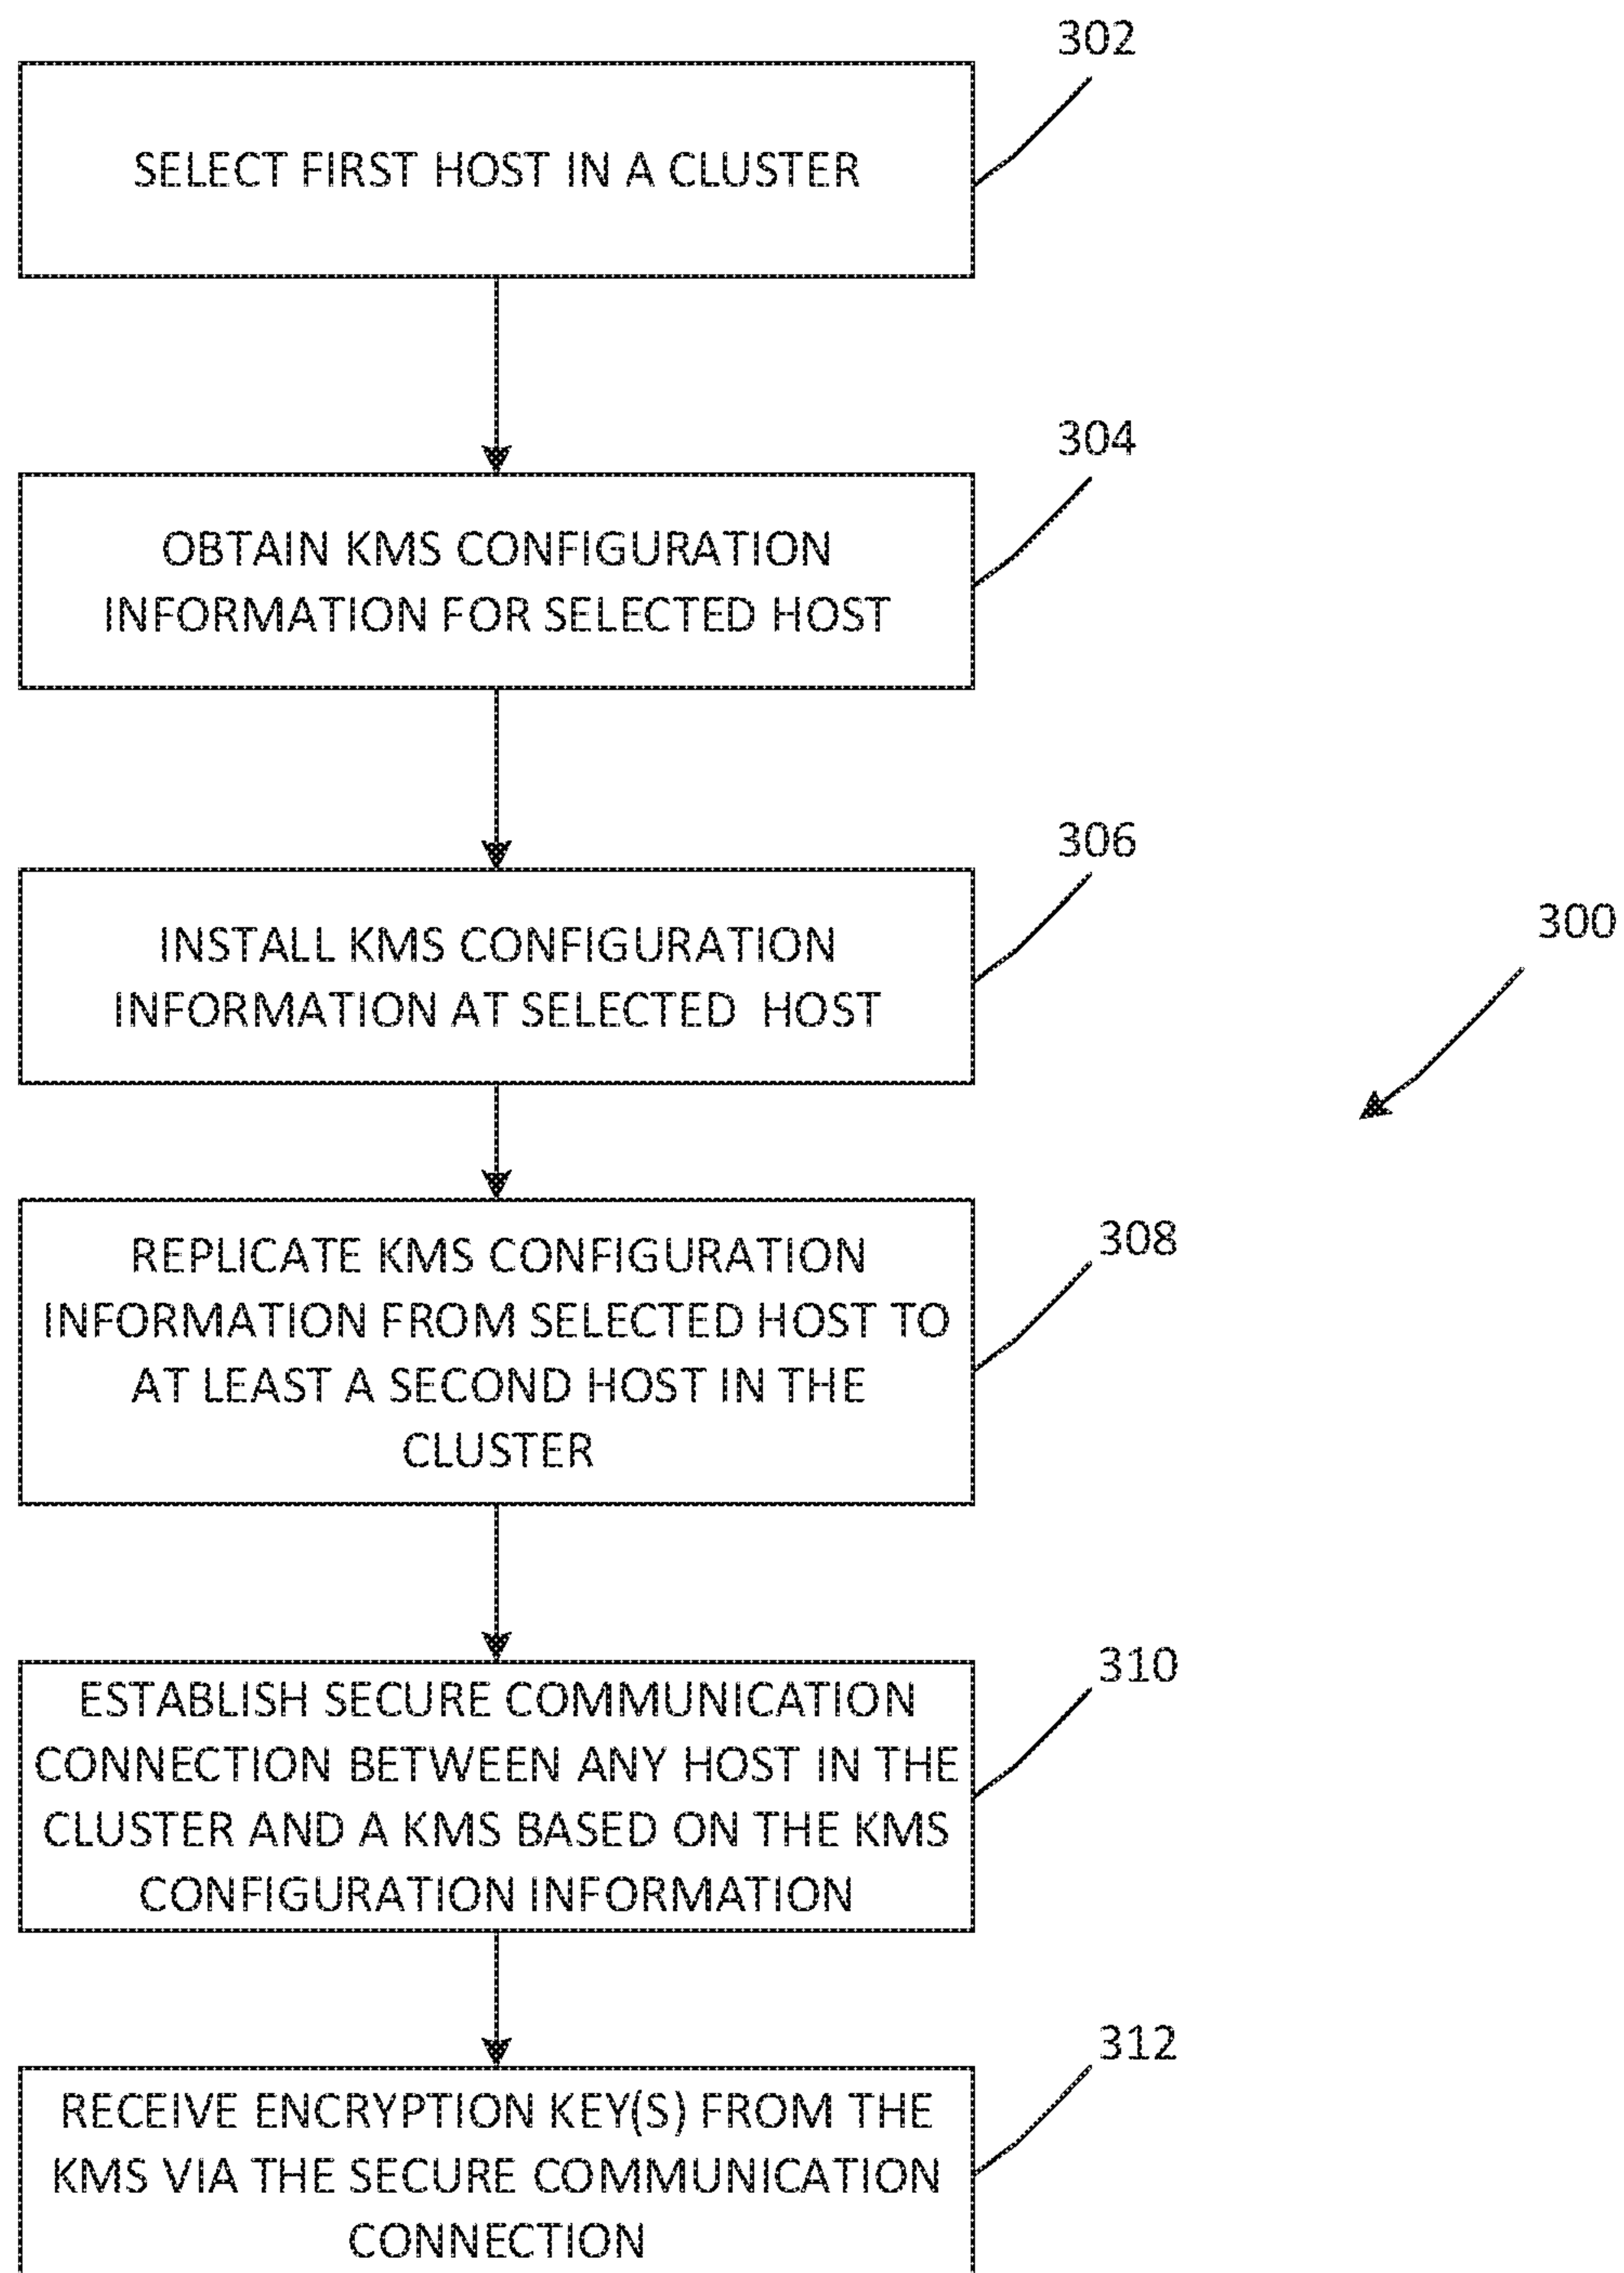 302
SELECT FIRST HOST IN A CLUSTER
304
OBTAIN KMS CONFIGURATION
INFORMATION FOR SELECTED HOST
306
INSTALL KMS CONFIGURATION
INFORMATION AT SELECTED HOST
300
308
REPLICATE KMS CONFIGURATION
INFORMATION FROM SELECTED HOST TO
AT LEAST A SECOND HOST IN THE
CLUSTER
310
ESTABLISH SECURE COMMUNICATION
CONNECTION BETWEEN ANY HOST IN THE
CLUSTER AND A KMS BASED ON THE KMS
CONFIGURATION INFORMATION
312
RECEIVE ENCRYPTION KEY(S) FROM THE
KMS VIA THE SECURE COMMUNICATION
CONNECTION